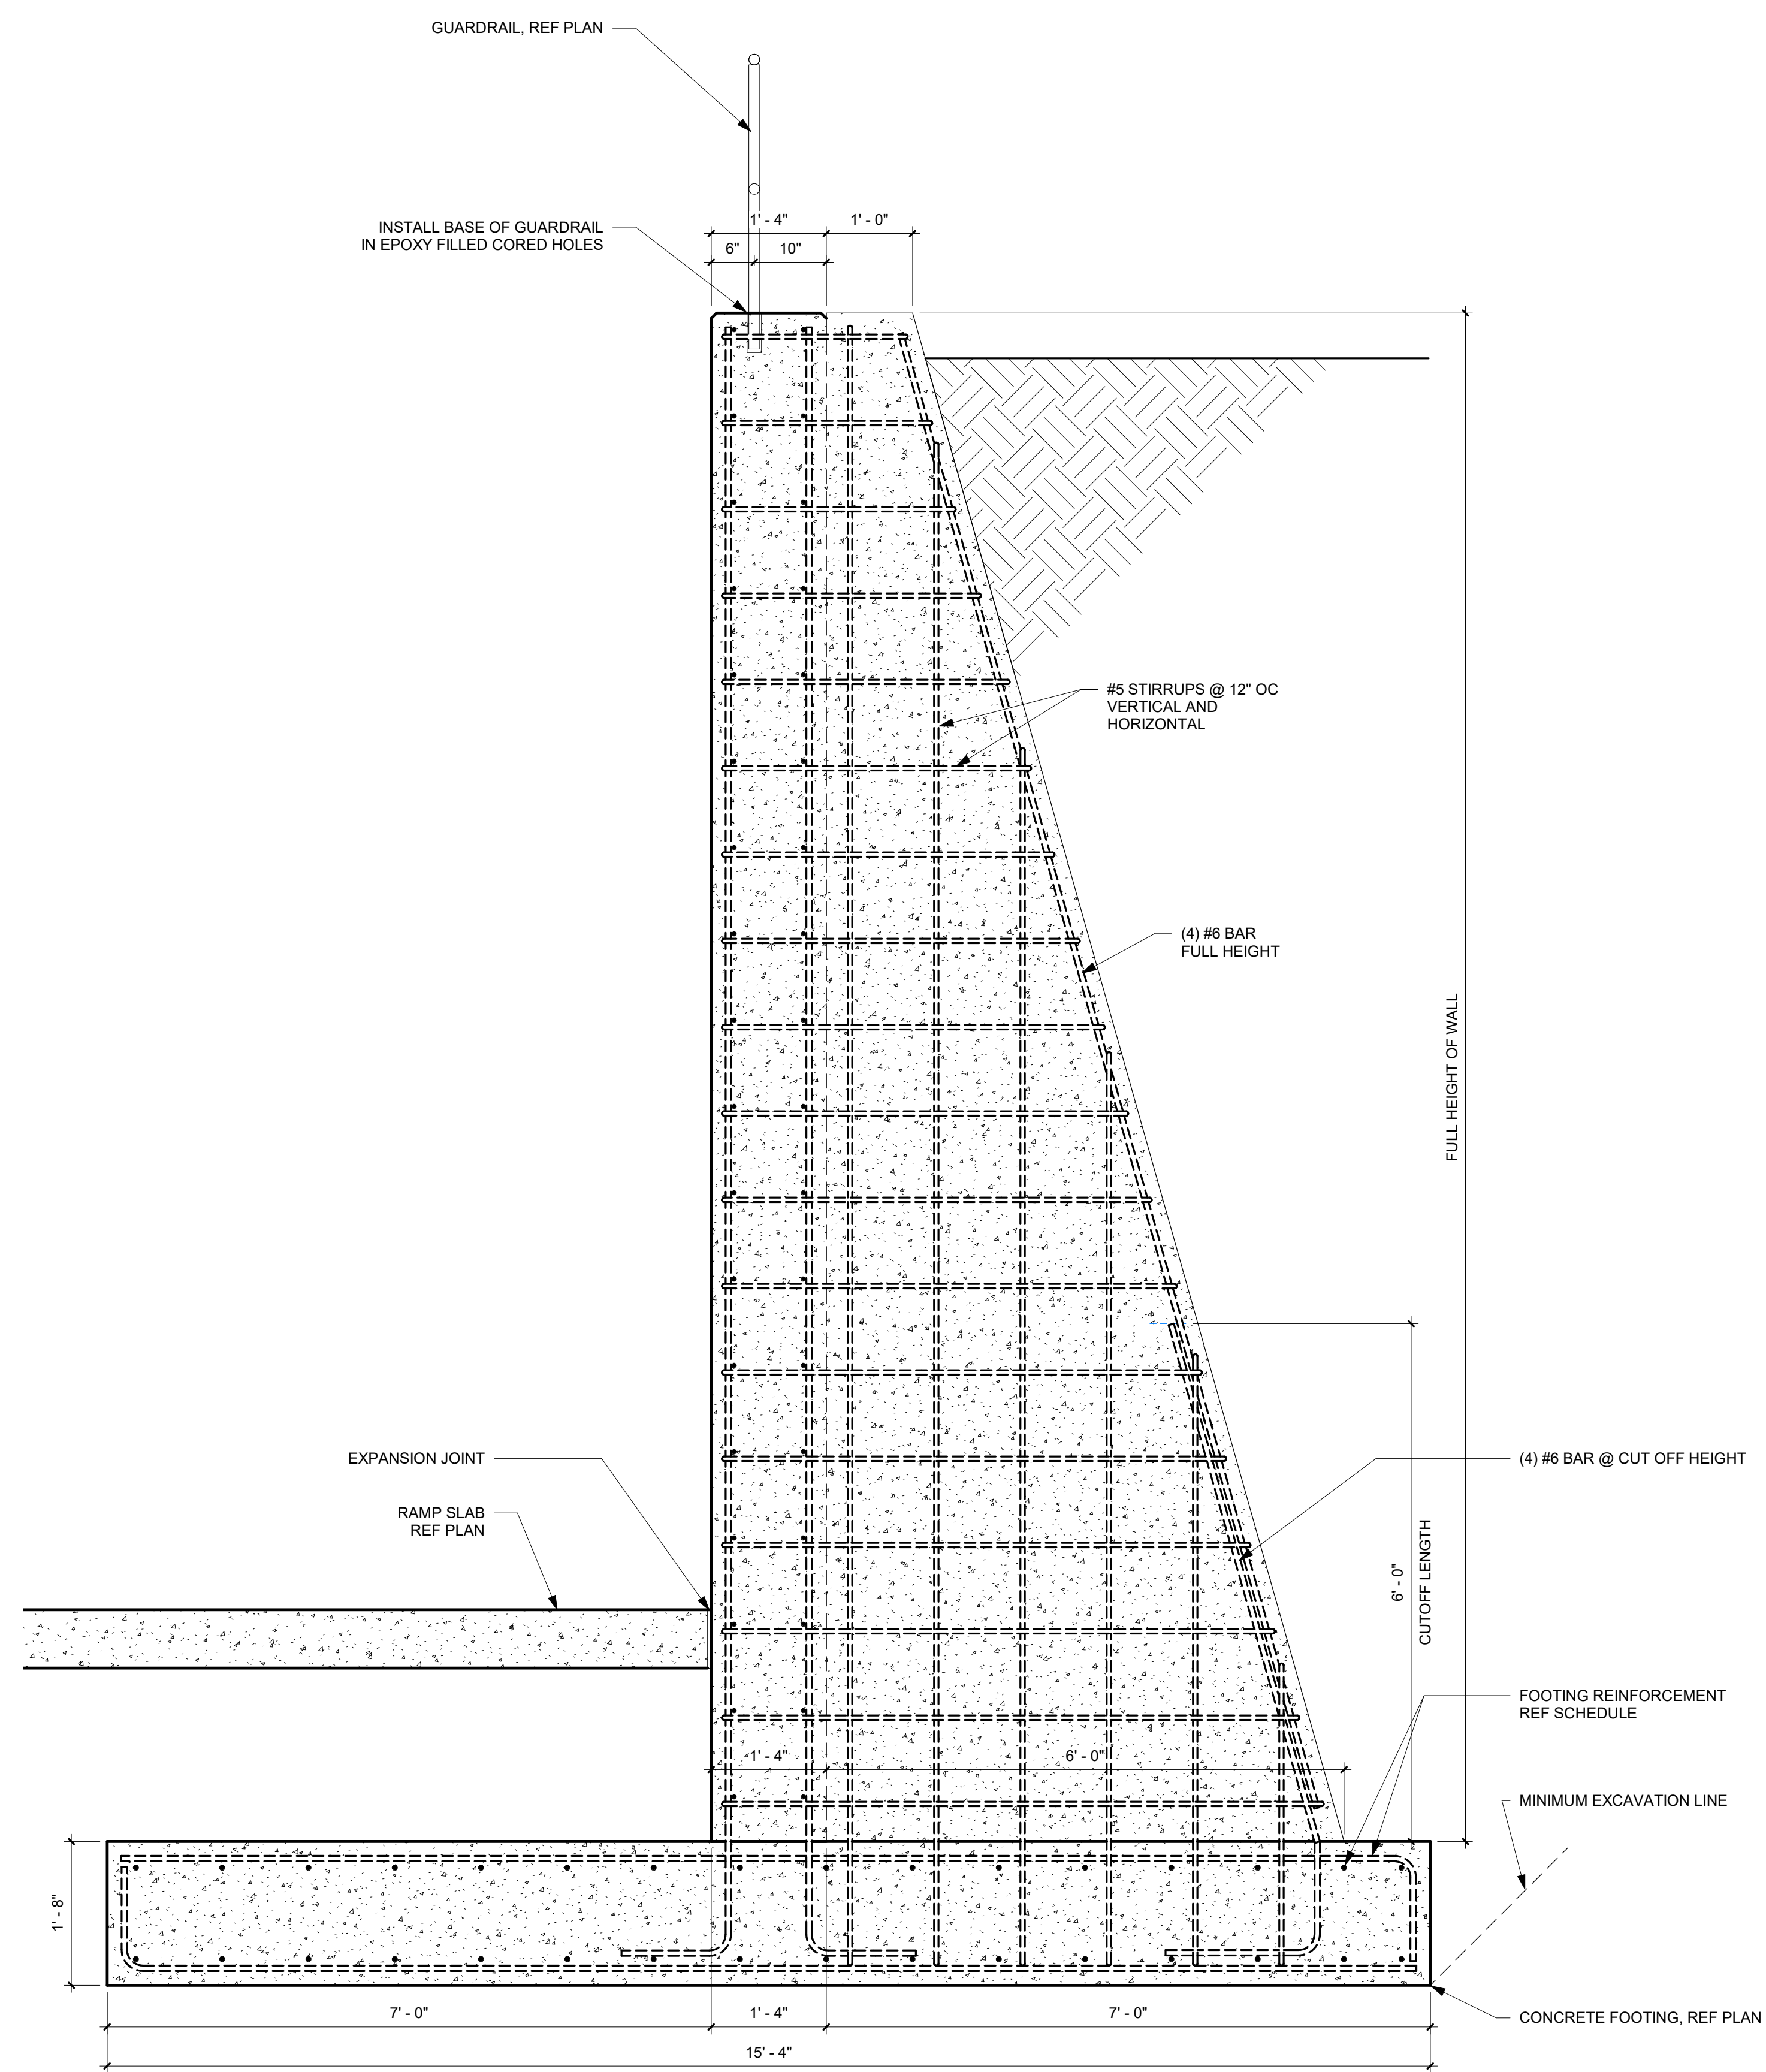 GUARDRAIL, REF PLAN
INSTALL BASE OF GUARDRAIL
IN EPOXY FILLED CORED HOLES
1' - 4"
1' - 0"
6"
10"
#5 STIRRUPS @ 12" OC
VERTICAL AND
HORIZONTAL
(4) #6 BAR
FULL HEIGHT
FULL HEIGHT OF WALL
EXPANSION JOINT
(4) #6 BAR @ CUT OFF HEIGHT
RAMP SLAB
REF PLAN
6' - 0"
CUTOFF LENGTH
FOOTING REINFORCEMENT
REF SCHEDULE
1' - 4"
6' - 0"
MINIMUM EXCAVATION LINE
1' - 8"
7' - 0"
1' - 4"
7' - 0"
CONCRETE FOOTING, REF PLAN
15' - 4"